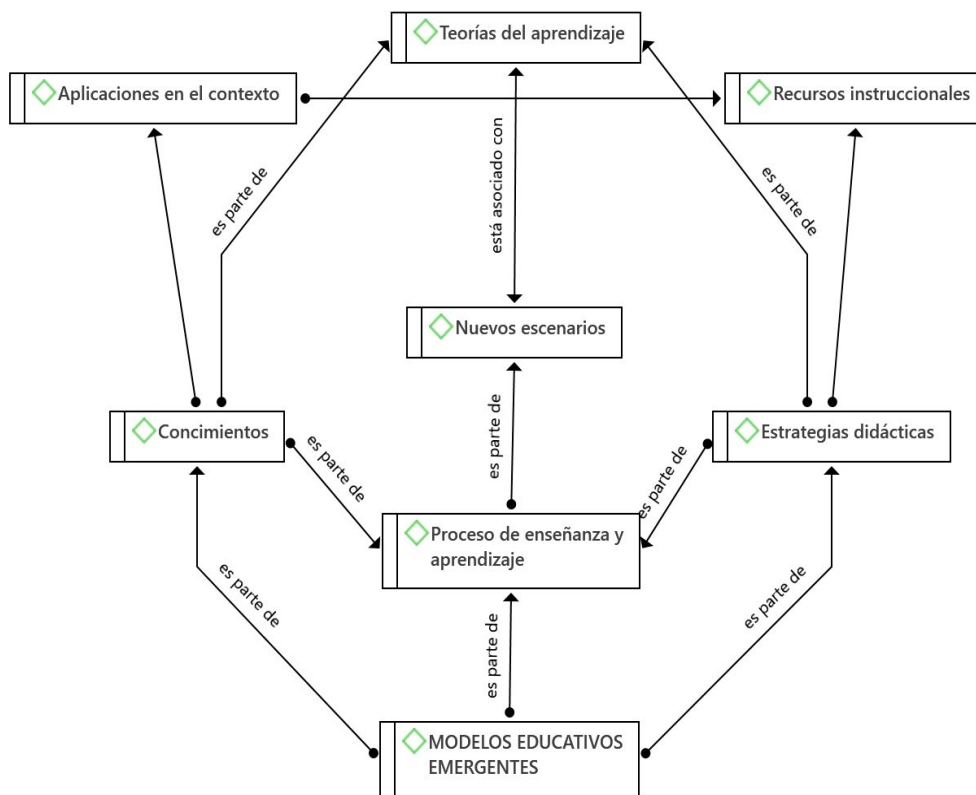 Teorías del aprendizaje
Aplicaciones en el contexto
Recursos instruccionales
es parte de
está asociado con
es parte de
Nuevos escenarios
Concimientos
es parte de
Estrategias didácticas
es parte de
es parte de
Proceso de enseñanza y
aprendizaje
es parte de
es parte de
es parte de
MODELOS EDUCATIVOS
EMERGENTES